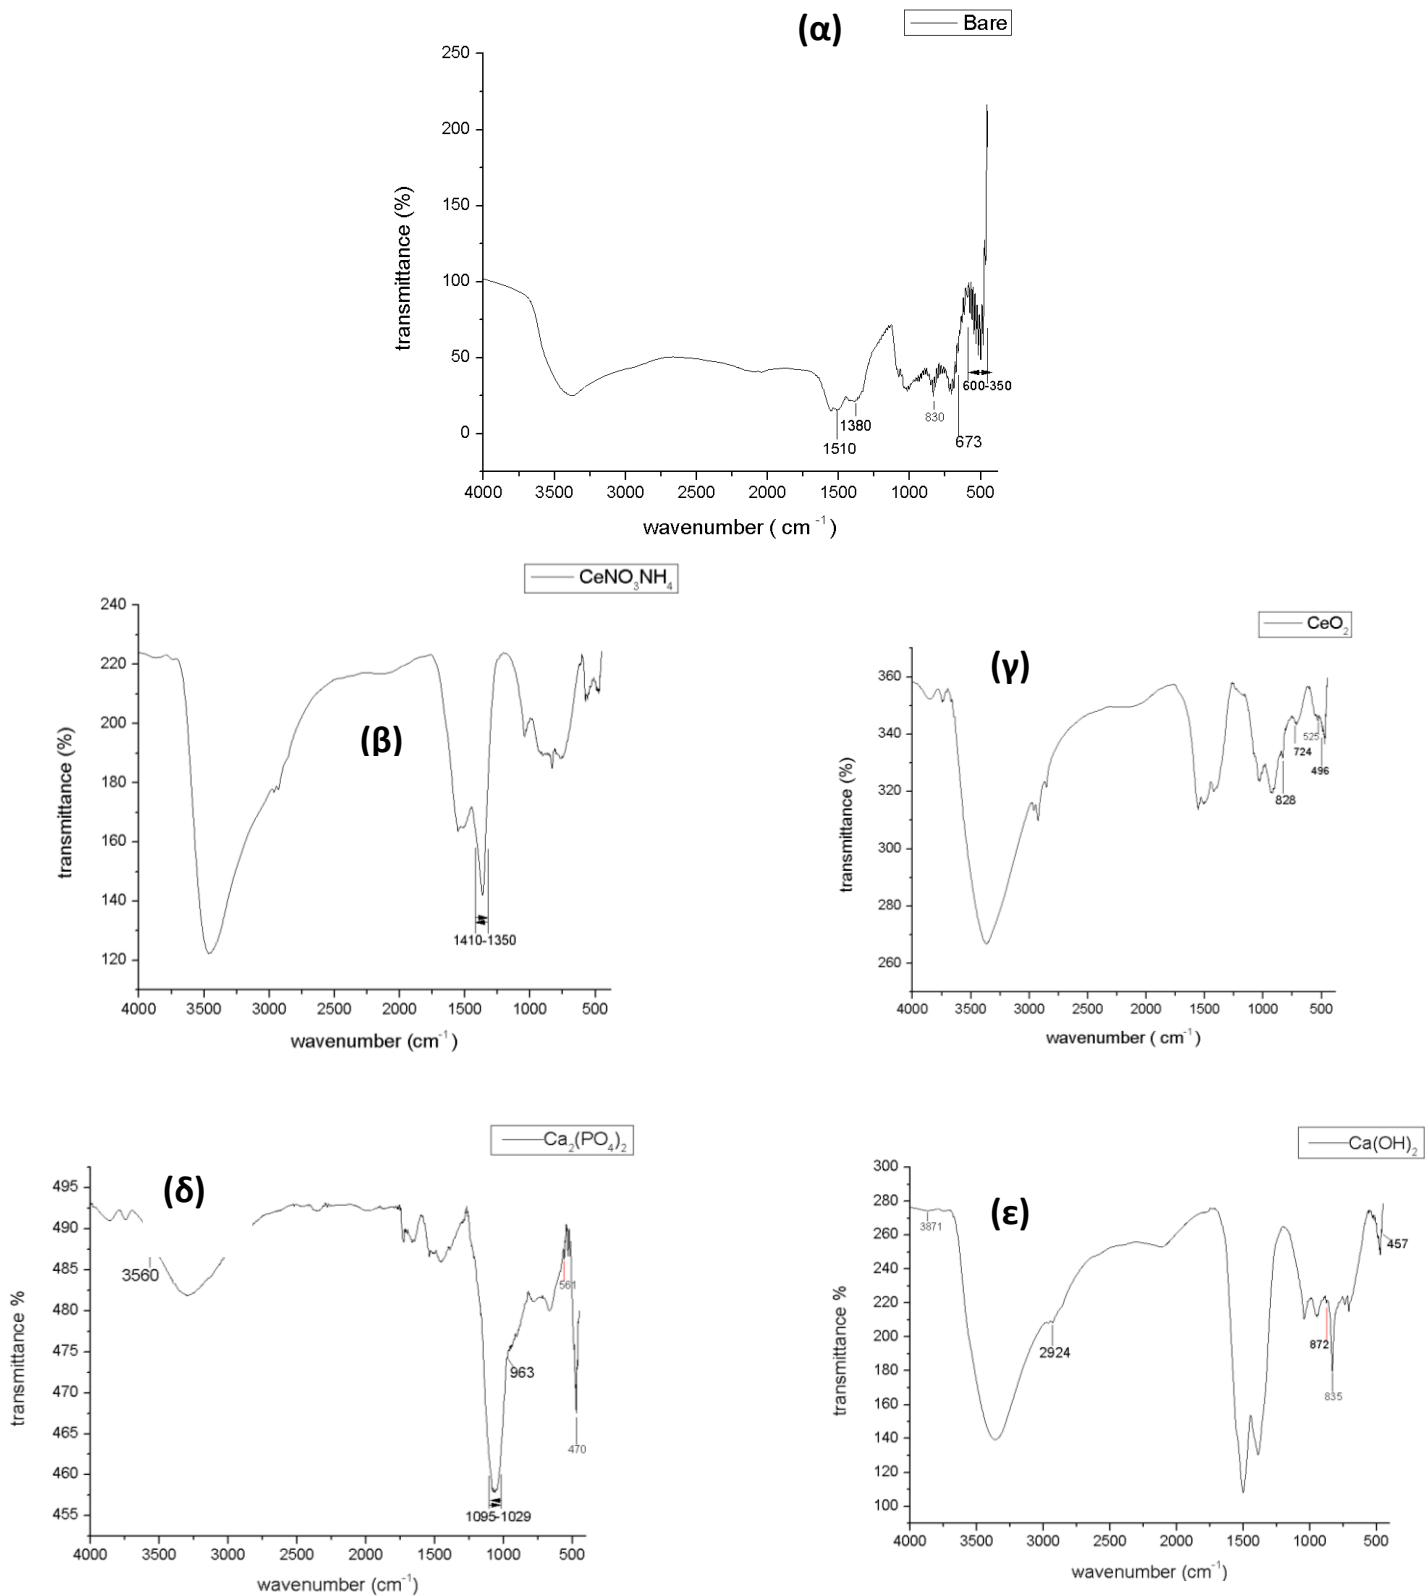 (α)
Bare
250
200
150
100
50
0
transmittance (%)
600-350
830
1380
1510
673
4000 3500 3000 2500 2000 1500 1000 500
wavenumber ( cm⁻¹ )
CeNO₃NH₄
(β)
240
220
200
180
160
140
120
transmittance (%)
1410-1350
4000 3500 3000 2500 2000 1500 1000 500
wavenumber (cm⁻¹ )
CeO₂
(γ)
360
340
320
300
280
260
transmittance (%)
525
724
496
828
4000 3500 3000 2500 2000 1500 1000 500
wavenumber ( cm⁻¹ )
Ca₂(PO₄)₂
(δ)
495
490
485
480
475
470
465
460
455
transmittance %
3560
561
963
470
1095-1029
4000 3500 3000 2500 2000 1500 1000 500
wavenumber (cm⁻¹)
Ca(OH)₂
(ε)
300
280
260
240
220
200
180
160
140
120
100
transmittance %
3871
457
2924
872
835
4000 3500 3000 2500 2000 1500 1000 500
wavenumber (cm⁻¹)